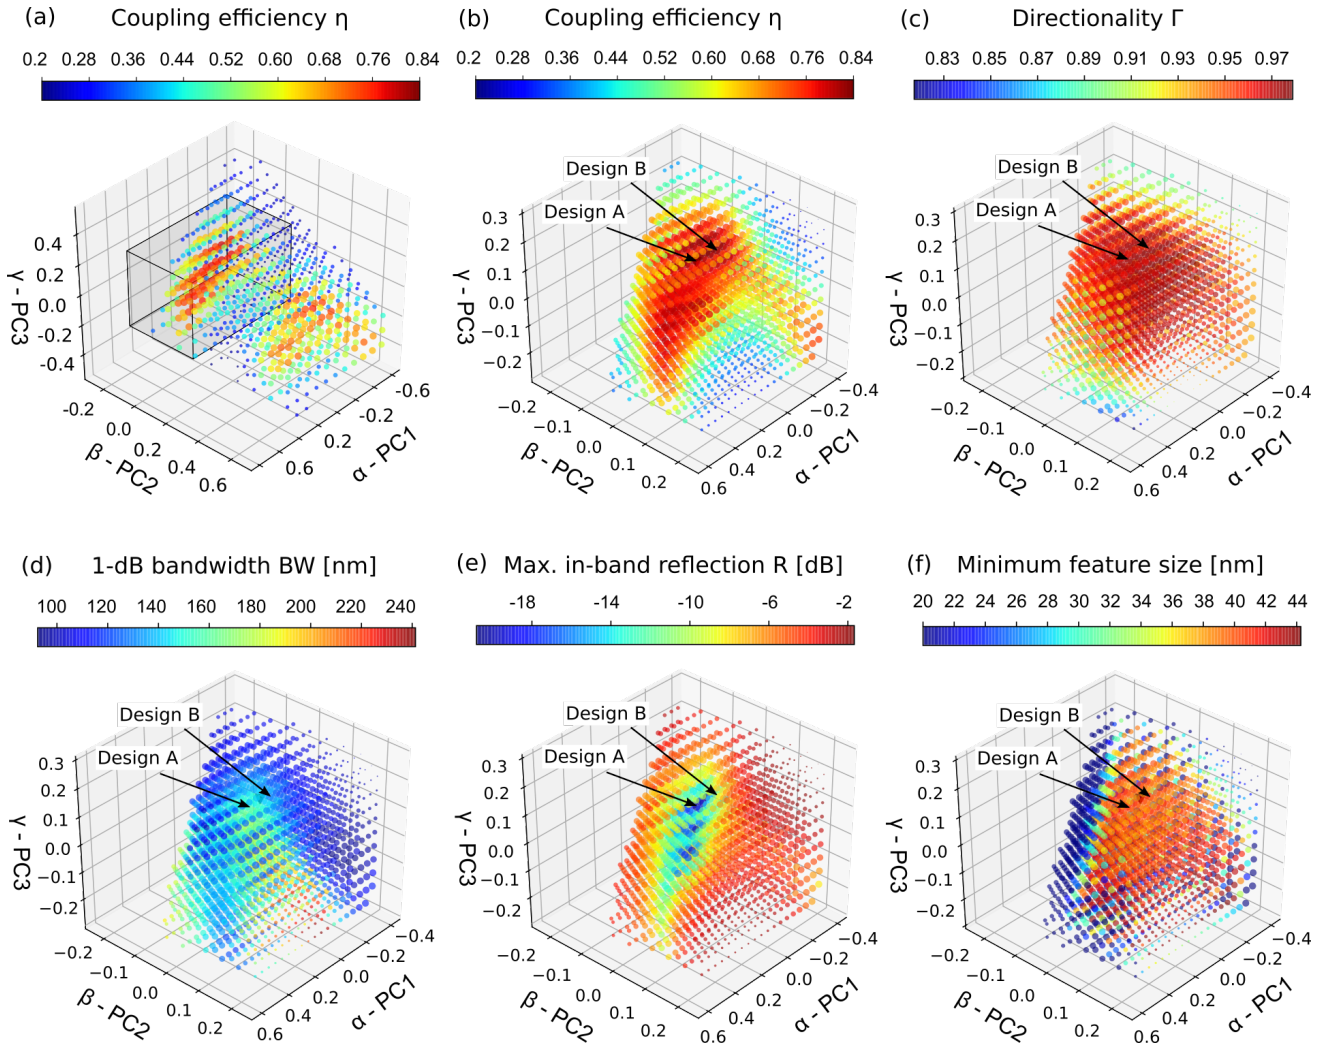 (a) Coupling efficiency η
0.2 0.28 0.36 0.44 0.52 0.60 0.68 0.76 0.84
0.4
0.2
0.0
-0.2
-0.4
γ - PC3
-0.2
0.0
0.2
0.4
0.6
β - PC2
-0.6
-0.2
0.2
0.6
α - PC1
(b) Coupling efficiency η
0.2 0.28 0.36 0.44 0.52 0.60 0.68 0.76 0.84
Design B
Design A
0.3
0.2
0.1
0.0
−0.1
−0.2
γ - PC3
−0.2
−0.1
0.0
0.1
0.2
β - PC2
−0.4
−0.2
0.0
0.2
0.4
0.6
α - PC1
(c) Directionality Γ
0.83 0.85 0.87 0.89 0.91 0.93 0.95 0.97
Design B
Design A
0.3
0.2
0.1
0.0
−0.1
−0.2
γ - PC3
−0.2
−0.1
0.0
0.1
0.2
β - PC2
−0.4
−0.2
0.0
0.2
0.4
0.6
α - PC1
(d) 1-dB bandwidth BW [nm]
100 120 140 160 180 200 220 240
Design B
Design A
0.3
0.2
0.1
0.0
−0.1
−0.2
γ - PC3
−0.2
−0.1
0.0
0.1
0.2
β - PC2
−0.4
−0.2
0.0
0.2
0.4
0.6
α - PC1
(e) Max. in-band reflection R [dB]
-18 -14 -10 -6 -2
Design B
Design A
0.3
0.2
0.1
0.0
−0.1
−0.2
γ - PC3
−0.2
−0.1
0.0
0.1
0.2
β - PC2
−0.4
−0.2
0.0
0.2
0.4
0.6
α - PC1
(f) Minimum feature size [nm]
20 22 24 26 28 30 32 34 36 38 40 42 44
Design B
Design A
0.3
0.2
0.1
0.0
−0.1
−0.2
γ - PC3
−0.2
−0.1
0.0
0.1
0.2
β - PC2
−0.4
−0.2
0.0
0.2
0.4
0.6
α - PC1